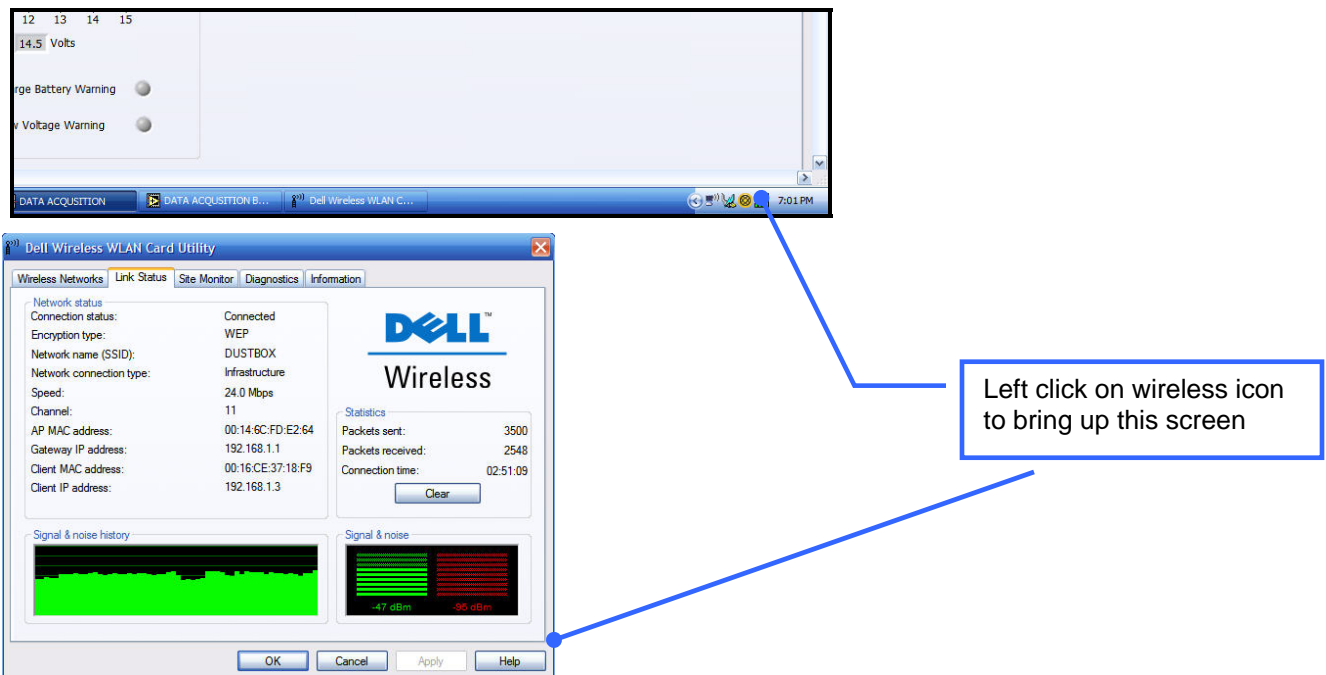 12 13 14 15
14.5 Volts
rge Battery Warning
v Voltage Warning
DATA ACQUSITION
DATA ACQUSITION B...
Dell Wireless WLAN C...
7:01 PM
Dell Wireless WLAN Card Utility
Wireless Networks Link Status Site Monitor Diagnostics Information
Network status
Connection status: Connected
Encryption type: WEP
Network name (SSID): DUSTBOX
Network connection type: Infrastructure
Speed: 24.0 Mbps
Channel: 11
AP MAC address: 00:14:6C:FD:E2:64
Gateway IP address: 192.168.1.1
Client MAC address: 00:16:CE:37:18:F9
Client IP address: 192.168.1.3
DELL™
Wireless
Statistics
Packets sent: 3500
Packets received: 2548
Connection time: 02:51:09
Clear
Signal & noise history
Signal & noise
-47 dBm -95 dBm
OK Cancel Apply Help
Left click on wireless icon
to bring up this screen